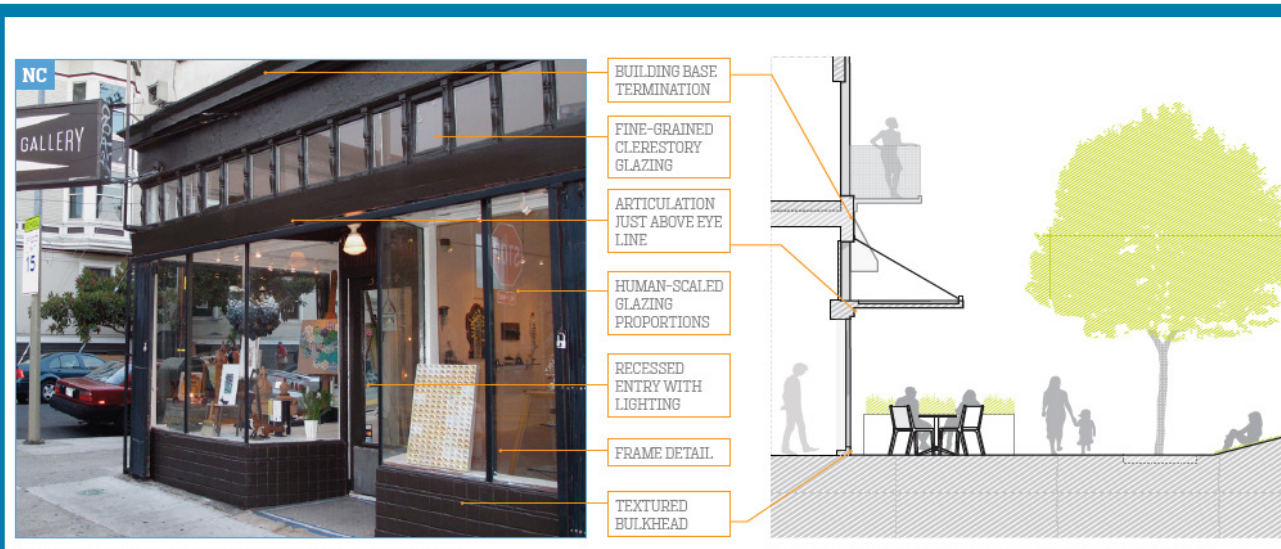 NC
GALLERY
15
STOP
BUILDING BASE
TERMINATION
FINE-GRAINED
CLERESTORY
GLAZING
ARTICULATION
JUST ABOVE EYE
LINE
HUMAN-SCALED
GLAZING
PROPORTIONS
RECESSED
ENTRY WITH
LIGHTING
FRAME DETAIL
TEXTURED
BULKHEAD